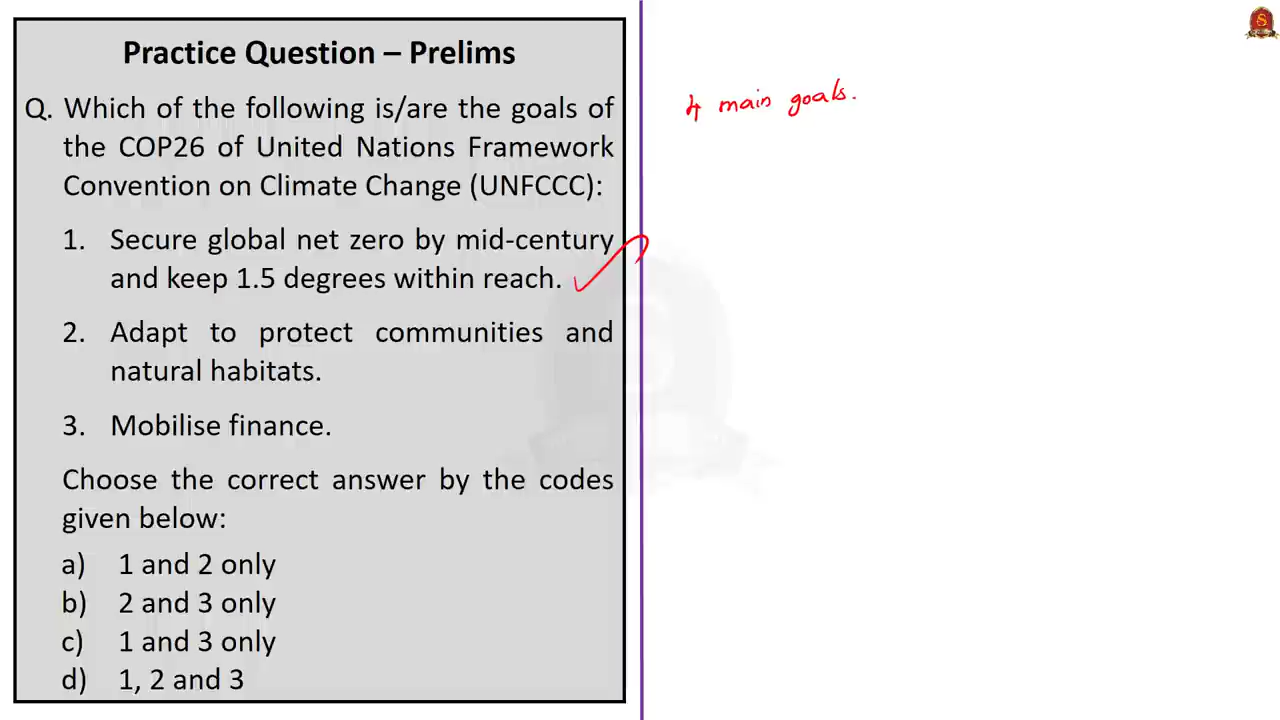 Practice Question – Prelims
Q. Which of the following is/are the goals of
the COP26 of United Nations Framework
Convention on Climate Change (UNFCCC):
1. Secure global net zero by mid-century
and keep 1.5 degrees within reach.
2. Adapt to protect communities and
natural habitats.
3. Mobilise finance.
Choose the correct answer by the codes
given below:
a) 1 and 2 only
b) 2 and 3 only
c) 1 and 3 only
d) 1, 2 and 3
4 main goals.
S